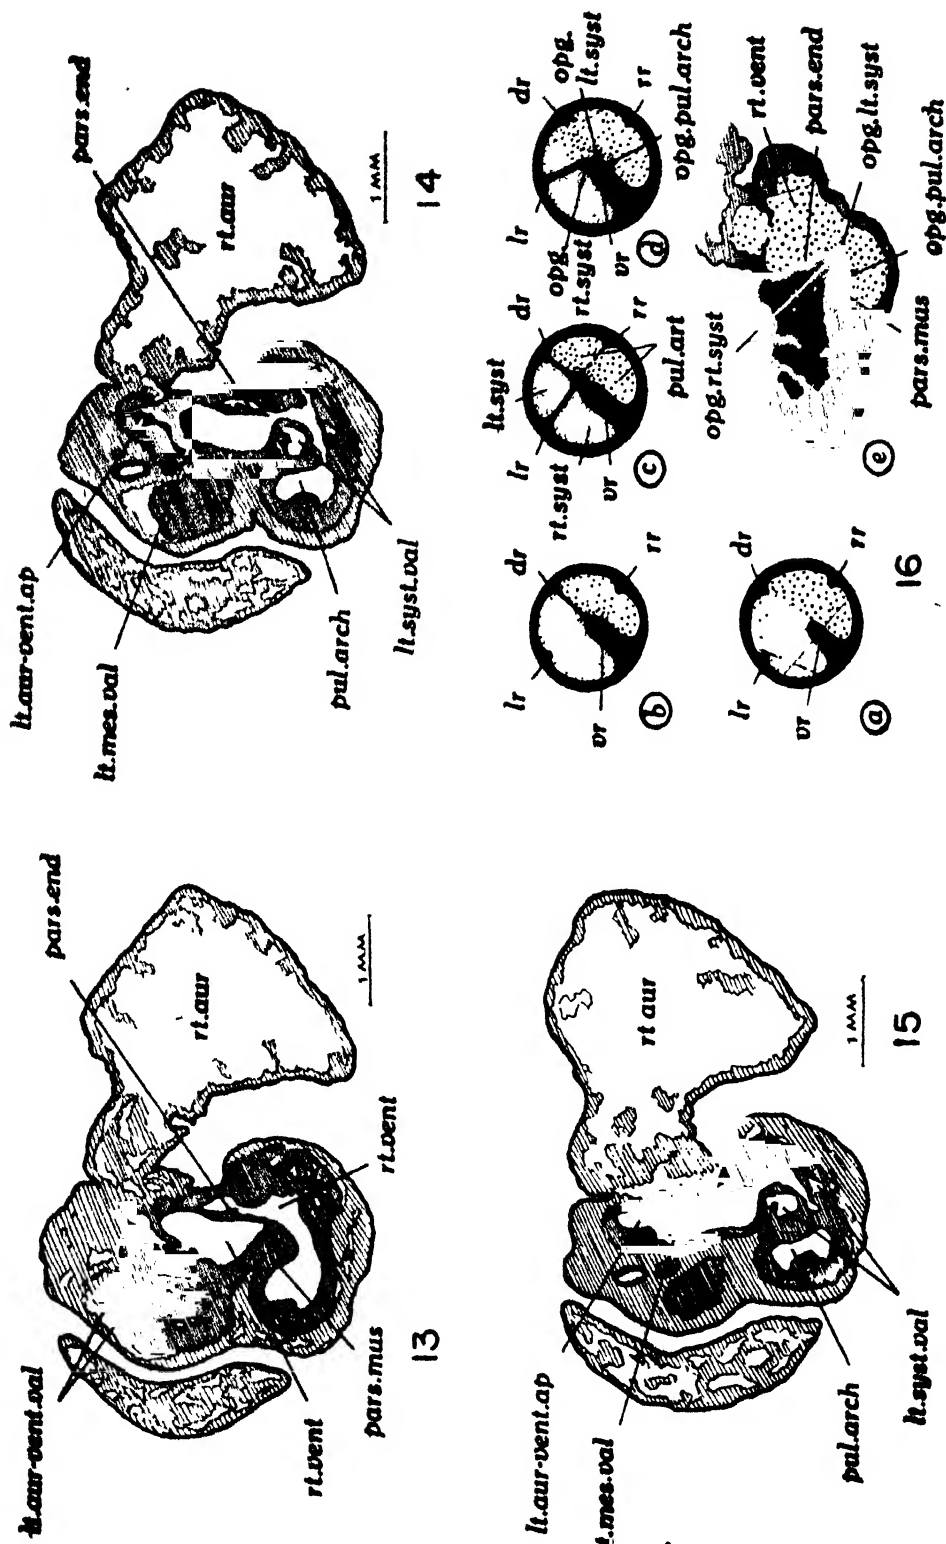 lt.aur-vent.val
pars.end
rt.aur
rt.vent
rt.vent
pars.mus
1 MM
13
lt.aur-vent.ap
pars.end
lt.mes.val
rt.aur
pul.arch
lt.syst.val
1 MM
14
lt.aur-vent.ap
t.mes.val
rt aur
pul.arch
lt.syst.val
1 MM
15
lr
dr
vr
rr
b
lr
dr
vr
rr
a
lt.syst
lr
dr
rt.syst
vr
rr
pul.art
c
lr
dr
opg.
lt.syst
opg.
rt.syst
vr
rr
opg.pul.arch
d
opg.rt.syst
rt.vent
pars.end
opg.lt.syst
opg.pul.arch
pars.mus
e
16